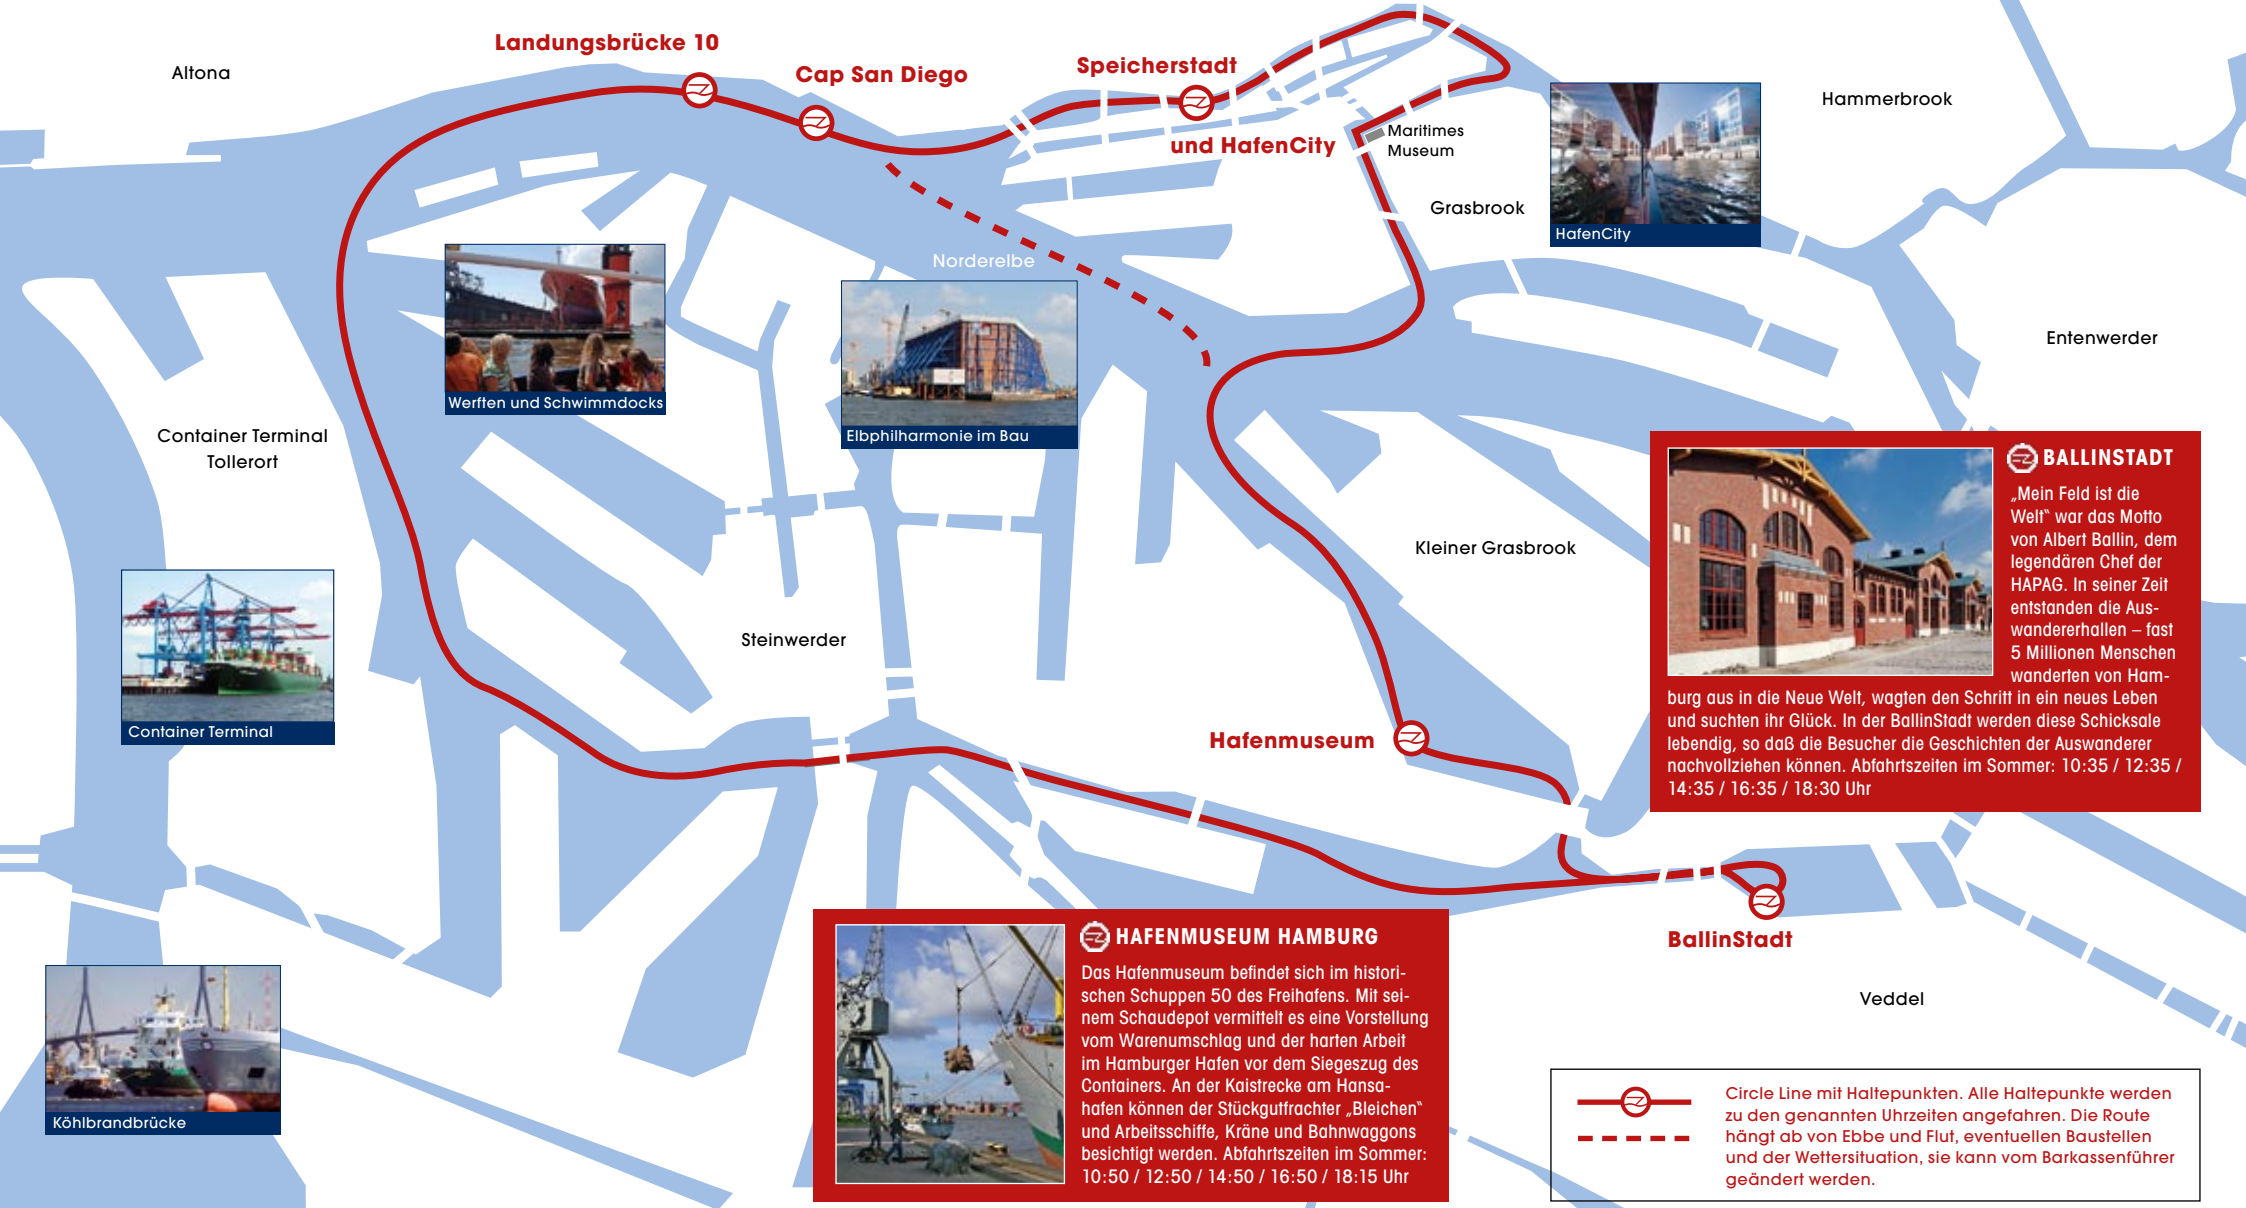 Landungsbrücke 10
Altona
Cap San Diego
Speicherstadt
und HafenCity
Maritimes
Museum
Grasbrook
HafenCity
Hammerbrook
Entenwerder
Norderelbe
Werften und Schwimmdocks
Elbphilharmonie im Bau
Container Terminal
Tollerort
Container Terminal
Steinwerder
Kleiner Grasbrook
Hafenmuseum
BALLINSTADT
„Mein Feld ist die
Welt“ war das Motto
von Albert Ballin, dem
legendären Chef der
HAPAG. In seiner Zeit
entstanden die Aus-
wandererhallen – fast
5 Millionen Menschen
wanderten von Ham-
burg aus in die Neue Welt, wagten den Schritt in ein neues Leben
und suchten ihr Glück. In der BallinStadt werden diese Schicksale
lebendig, so daß die Besucher die Geschichten der Auswanderer
nachvollziehen können. Abfahrtszeiten im Sommer: 10:35 / 12:35 /
14:35 / 16:35 / 18:30 Uhr
BallinStadt
Veddel
Köhlbrandbrücke
HAFENMUSEUM HAMBURG
Das Hafenmuseum befindet sich im histori-
schen Schuppen 50 des Freihafens. Mit sei-
nem Schaudepot vermittelt es eine Vorstellung
vom Warenumschlag und der harten Arbeit
im Hamburger Hafen vor dem Siegeszug des
Containers. An der Kaistrecke am Hansa-
hafen können der Stückgutfrachter „Bleichen“
und Arbeitsschiffe, Kräne und Bahnwaggons
besichtigt werden. Abfahrtszeiten im Sommer:
10:50 / 12:50 / 14:50 / 16:50 / 18:15 Uhr
Circle Line mit Haltepunkten. Alle Haltepunkte werden
zu den genannten Uhrzeiten angefahren. Die Route
hängt ab von Ebbe und Flut, eventuellen Baustellen
und der Wettersituation, sie kann vom Barkassenführer
geändert werden.